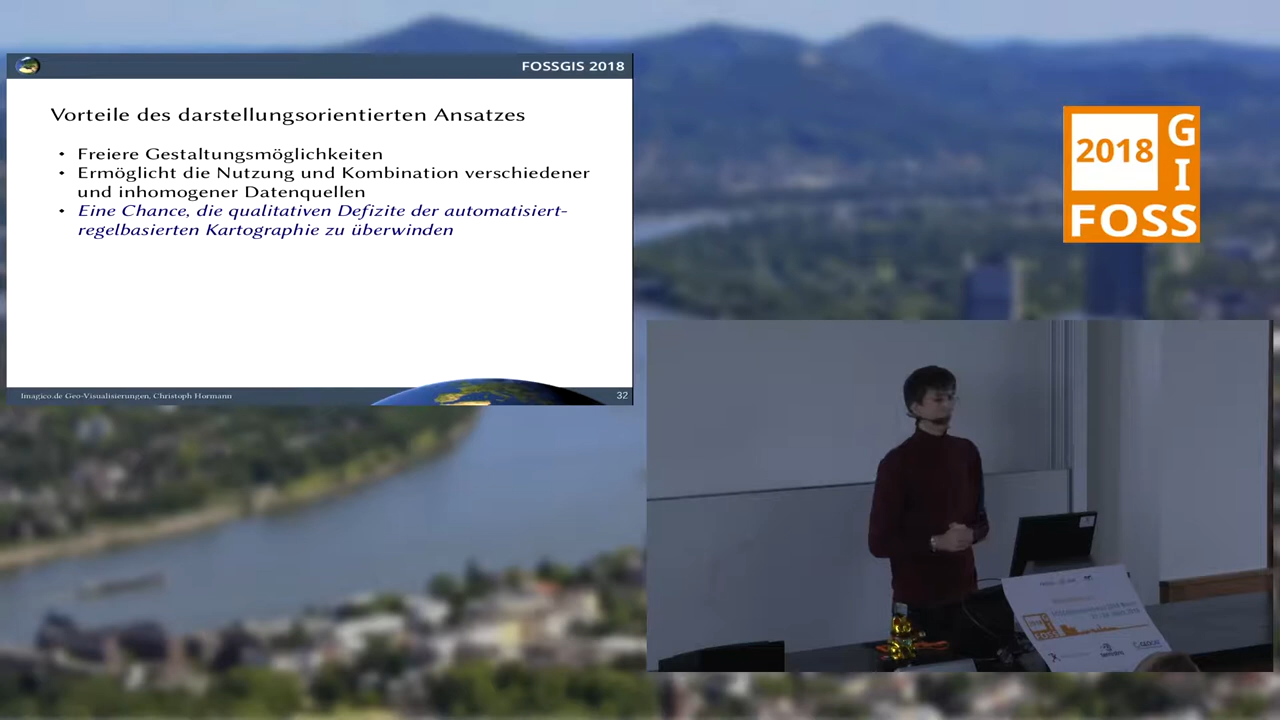 FOSSGIS 2018
Vorteile des darstellungsorientierten Ansatzes
• Freiere Gestaltungsmöglichkeiten
• Ermöglicht die Nutzung und Kombination verschiedener
und inhomogener Datenquellen
• Eine Chance, die qualitativen Defizite der automatisiert-
regelbasierten Kartographie zu überwinden
Imagico.de Geo-Visualisierungen, Christoph Hormann
32
2018
G
I
FOSS
FOSS